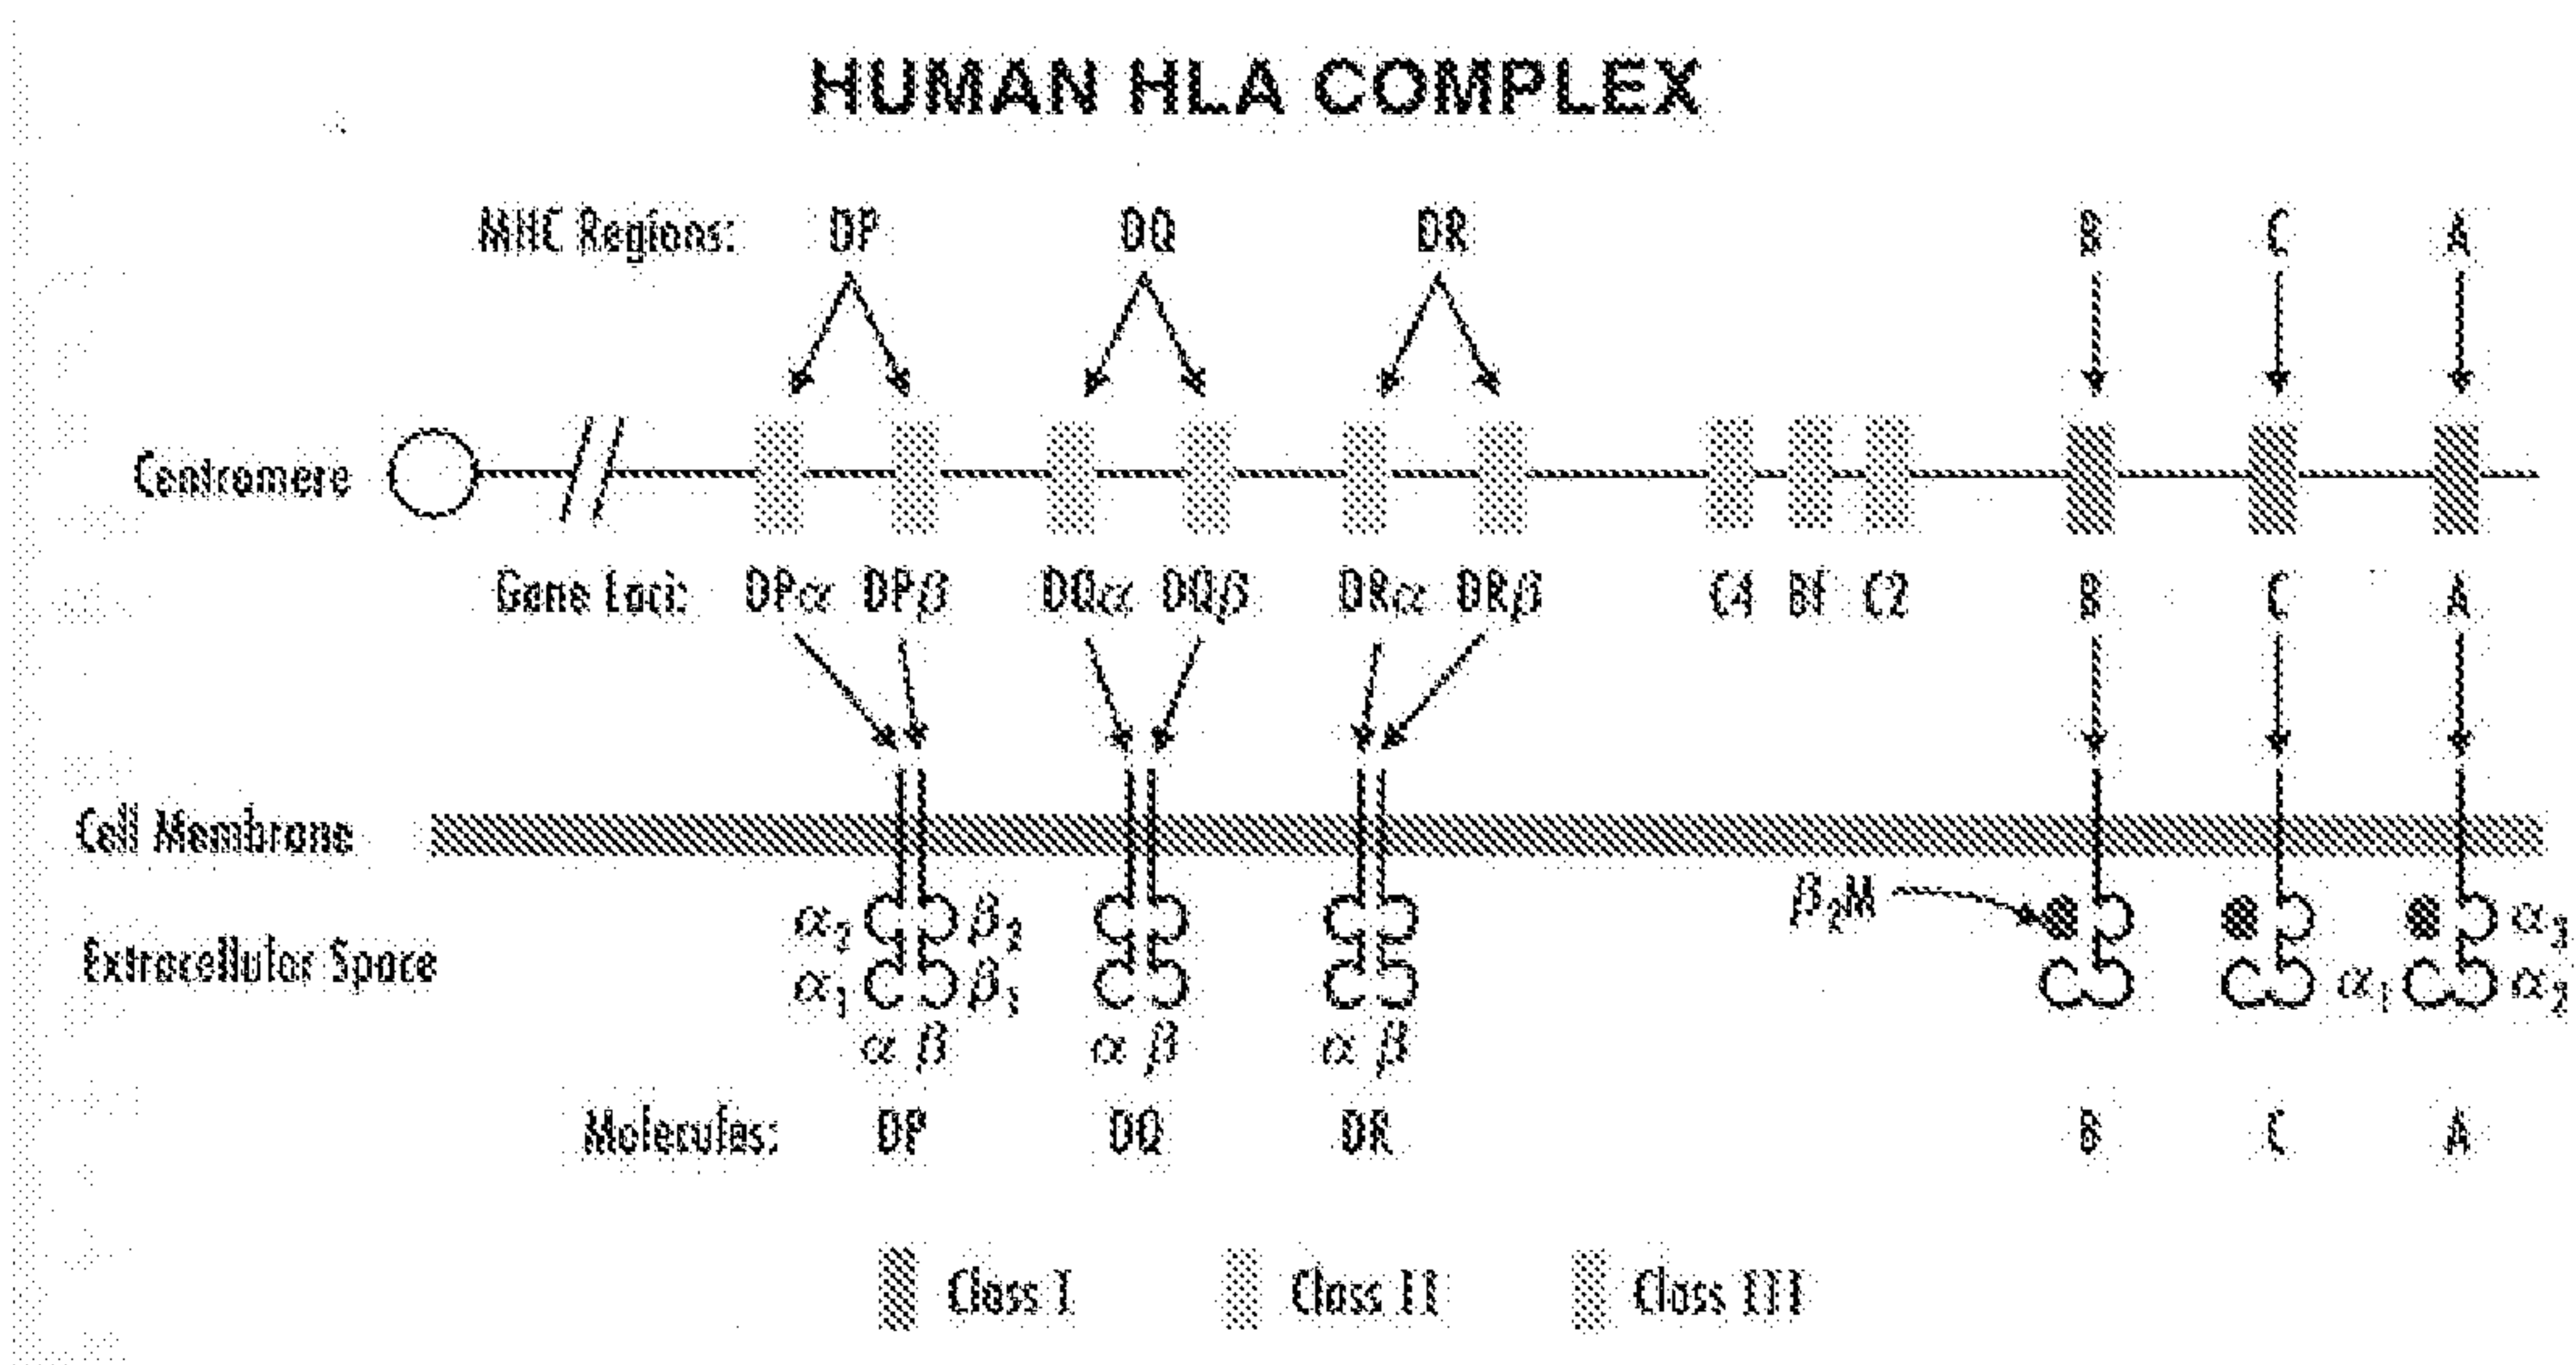 HUMAN HLA COMPLEX
MHC Regions: DP DQ DR B C A
Centromere
Gene Loci: DPα DPβ DQα DQβ DRα DRβ C4 Bf C2 B C A
Cell Membrane
β₂M
α₂ β₂ α₃
Extracellular Space
α₁ β₁ α₁ α₂
α β α β α β
Molecules: DP DQ DR B C A
Class I Class II Class III